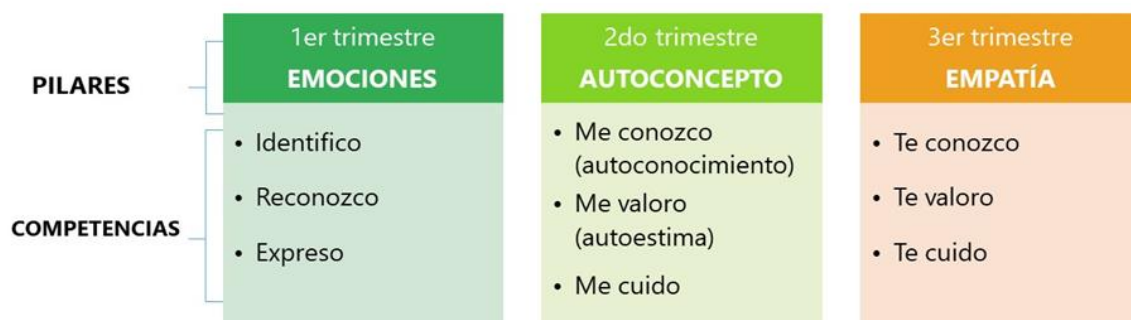 PILARES
1er trimestre
EMOCIONES
2do trimestre
AUTOCONCEPTO
3er trimestre
EMPATÍA
COMPETENCIAS
• Identifico
• Reconozco
• Expreso
• Me conozco
(autoconocimiento)
• Me valoro
(autoestima)
• Me cuido
• Te conozco
• Te valoro
• Te cuido